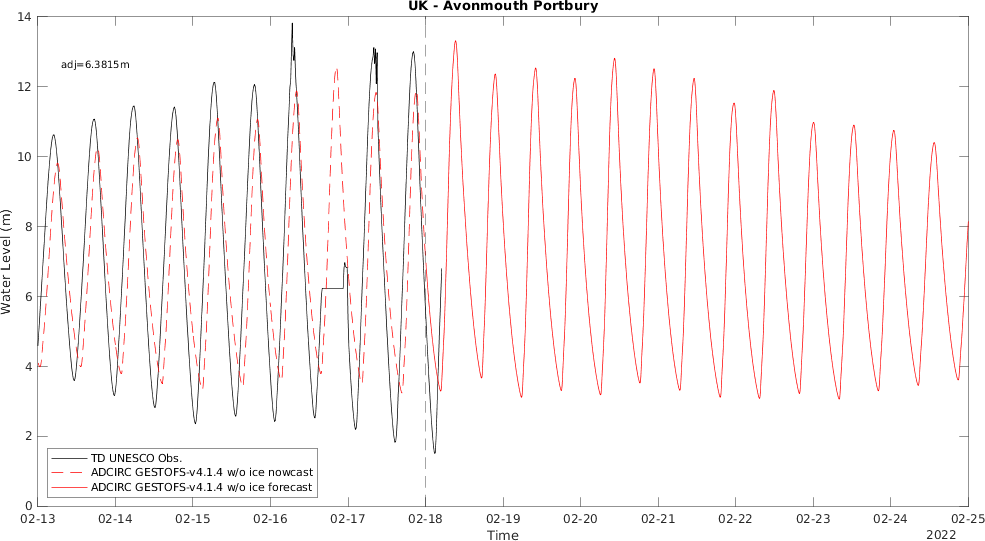 UK - Avonmouth Portbury
14
12
10
8
6
4
2
0
Water Level (m)
adj=6.3815m
TD UNESCO Obs.
ADCIRC GESTOFS-v4.1.4 w/o ice nowcast
ADCIRC GESTOFS-v4.1.4 w/o ice forecast
02-13 02-14 02-15 02-16 02-17 02-18 02-19 02-20 02-21 02-22 02-23 02-24 02-25
Time
2022